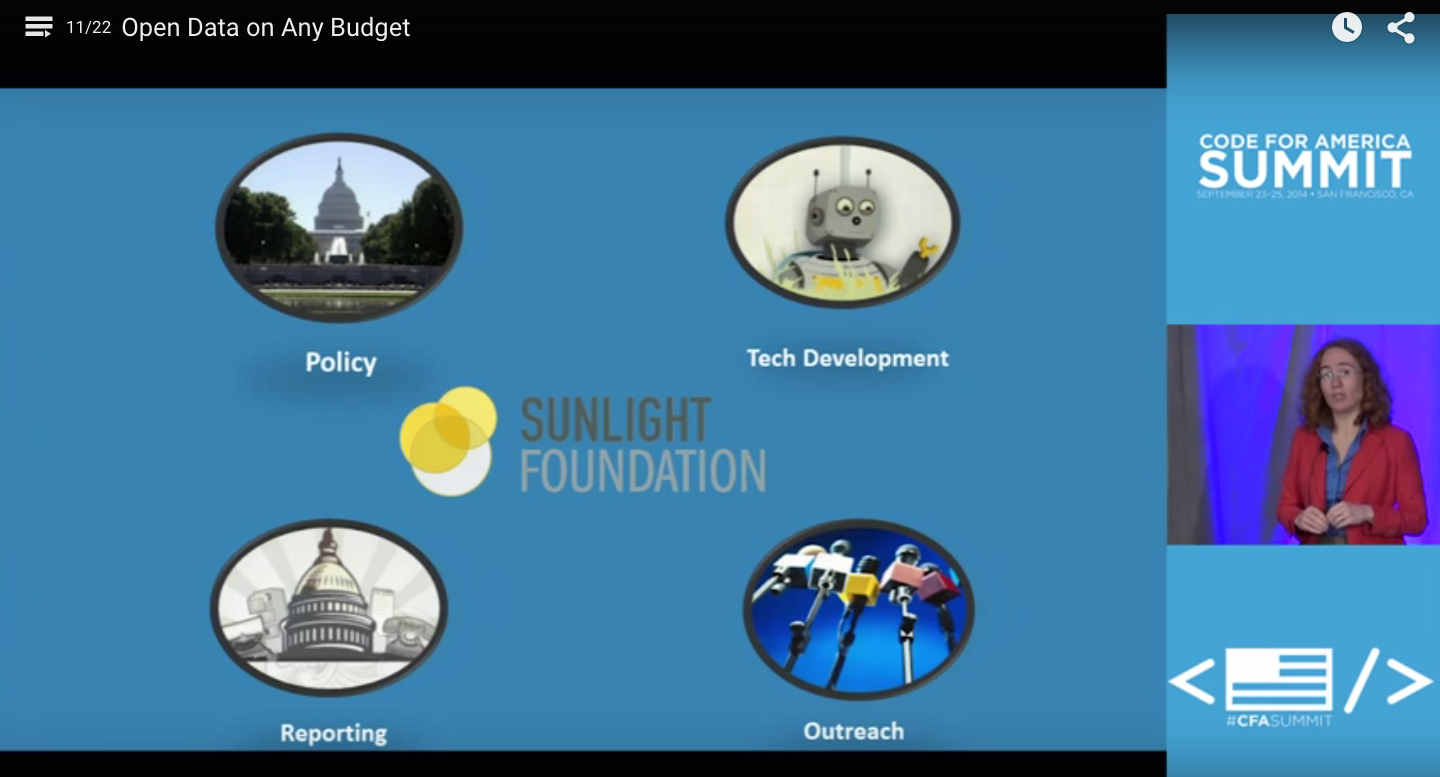 11/22 Open Data on Any Budget
CODE FOR AMERICA
SUMMIT
SEPTEMBER 23-25, 2014 • SAN FRANCISCO, CA
Policy
Tech Development
SUNLIGHT
FOUNDATION
Reporting
Outreach
< / >
#CFASUMMIT